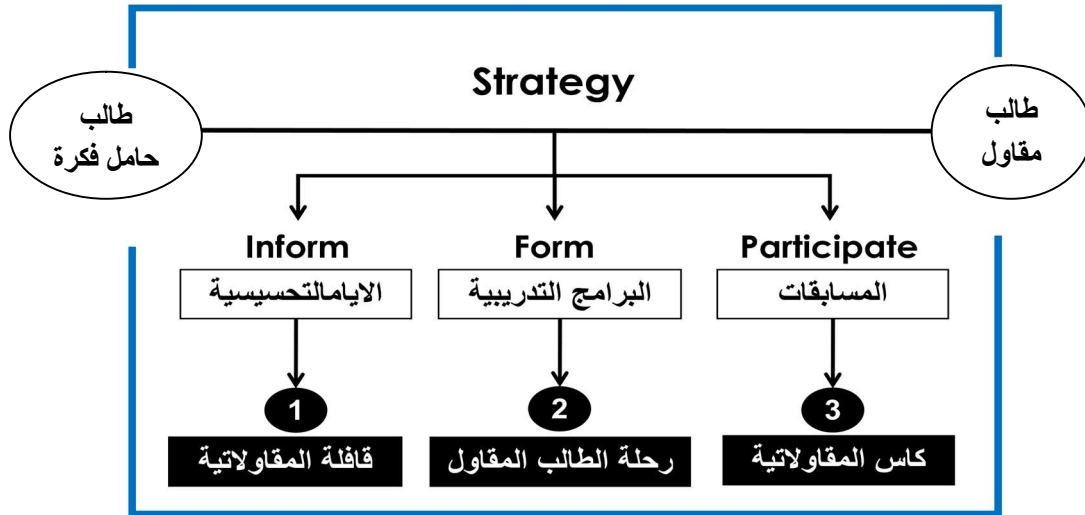 Strategy
طالب
حامل فكرة
طالب
مقاول
Inform
Form
Participate
الايامالتحسيسية
البرامج التدريبية
المسابقات
1
2
3
قافلة المقاولاتية
رحلة الطالب المقاول
كاس المقاولاتية